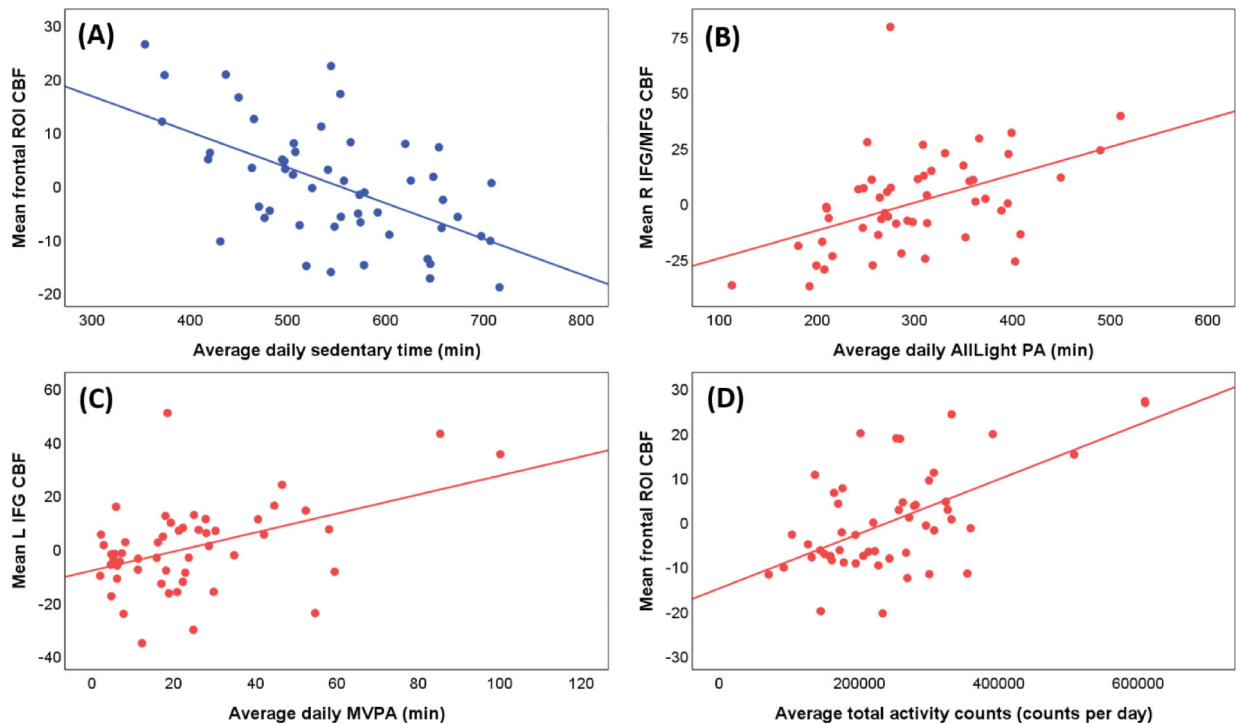 (A)
Mean frontal ROI CBF
30
20
10
0
-10
-20
300 400 500 600 700 800
Average daily sedentary time (min)
(B)
Mean R IFG/MFG CBF
75
50
25
0
-25
100 200 300 400 500 600
Average daily AllLight PA (min)
(C)
Mean L IFG CBF
60
40
20
0
-20
-40
0 20 40 60 80 100 120
Average daily MVPA (min)
(D)
Mean frontal ROI CBF
30
20
10
0
-10
-20
-30
0 200000 400000 600000
Average total activity counts (counts per day)